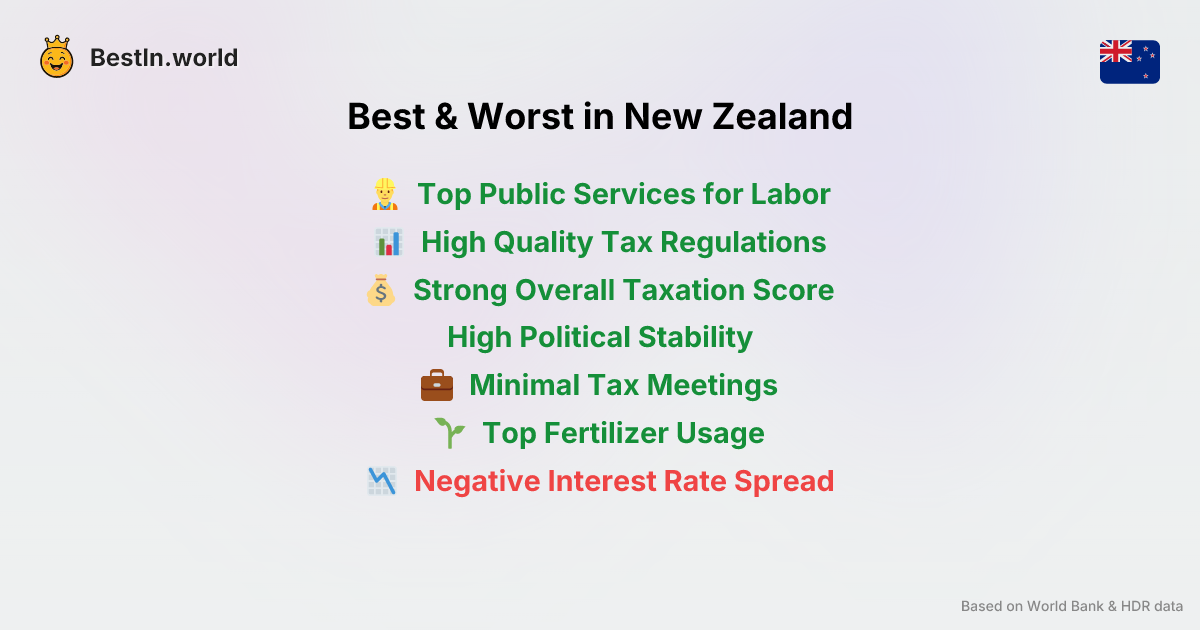 BestIn.world
Best & Worst in New Zealand
Top Public Services for Labor
High Quality Tax Regulations
Strong Overall Taxation Score
High Political Stability
Minimal Tax Meetings
Top Fertilizer Usage
Negative Interest Rate Spread
Based on World Bank & HDR data